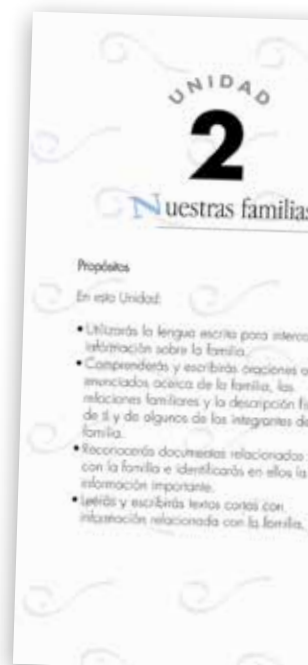 UNIDAD
2
Nuestras familias
Propósitos
En esta Unidad:
• Utilizarás la lengua escrita para
información sobre la familia.
• Comprenderás y escribirás oraciones o
enunciados acerca de la familia, las
relaciones familiares y la descripción
de ti y de algunos de los integrantes de
familia.
• Reconocerás documentos relacionados
con la familia e identificarás en ellos la
información importante.
• Leerás y escribirás textos cortos con
información relacionada con la familia.